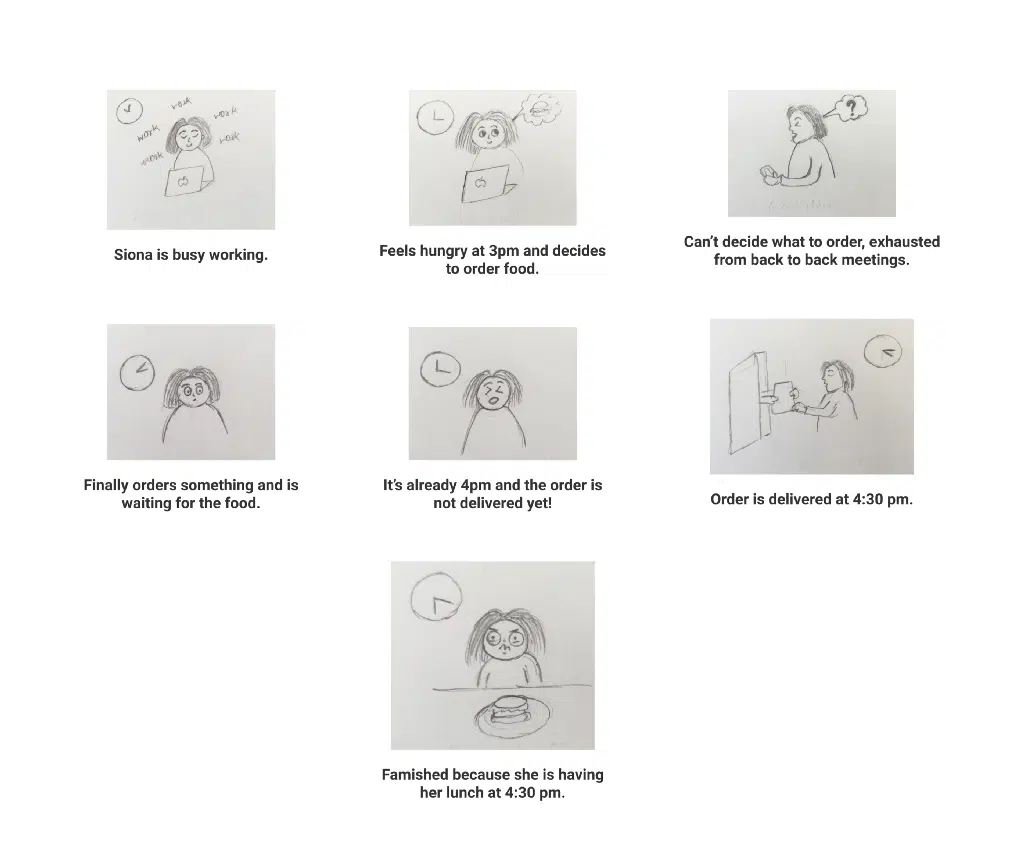 work
work
work
work
work
Siona is busy working.
Feels hungry at 3pm and decides
to order food.
?
Can’t decide what to order, exhausted
from back to back meetings.
Finally orders something and is
waiting for the food.
It’s already 4pm and the order is
not delivered yet!
Order is delivered at 4:30 pm.
Famished because she is having
her lunch at 4:30 pm.